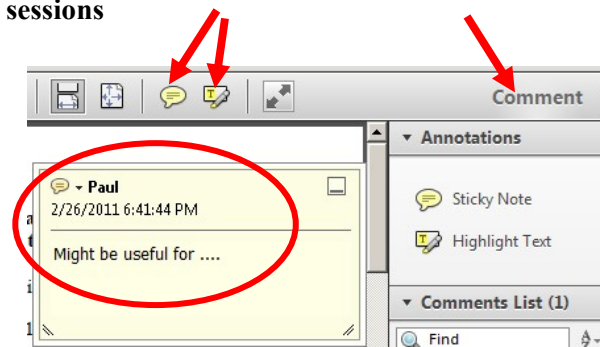 sessions
Comment
Annotations
Paul
2/26/2011 6:41:44 PM
Might be useful for ....
Sticky Note
T Highlight Text
Comments List (1)
Find